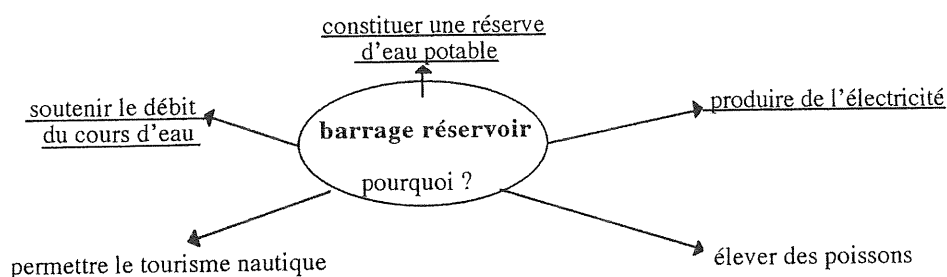 constituer une réserve
d'eau potable
soutenir le débit
du cours d'eau
produire de l'électricité
barrage réservoir
pourquoi ?
permettre le tourisme nautique
élever des poissons